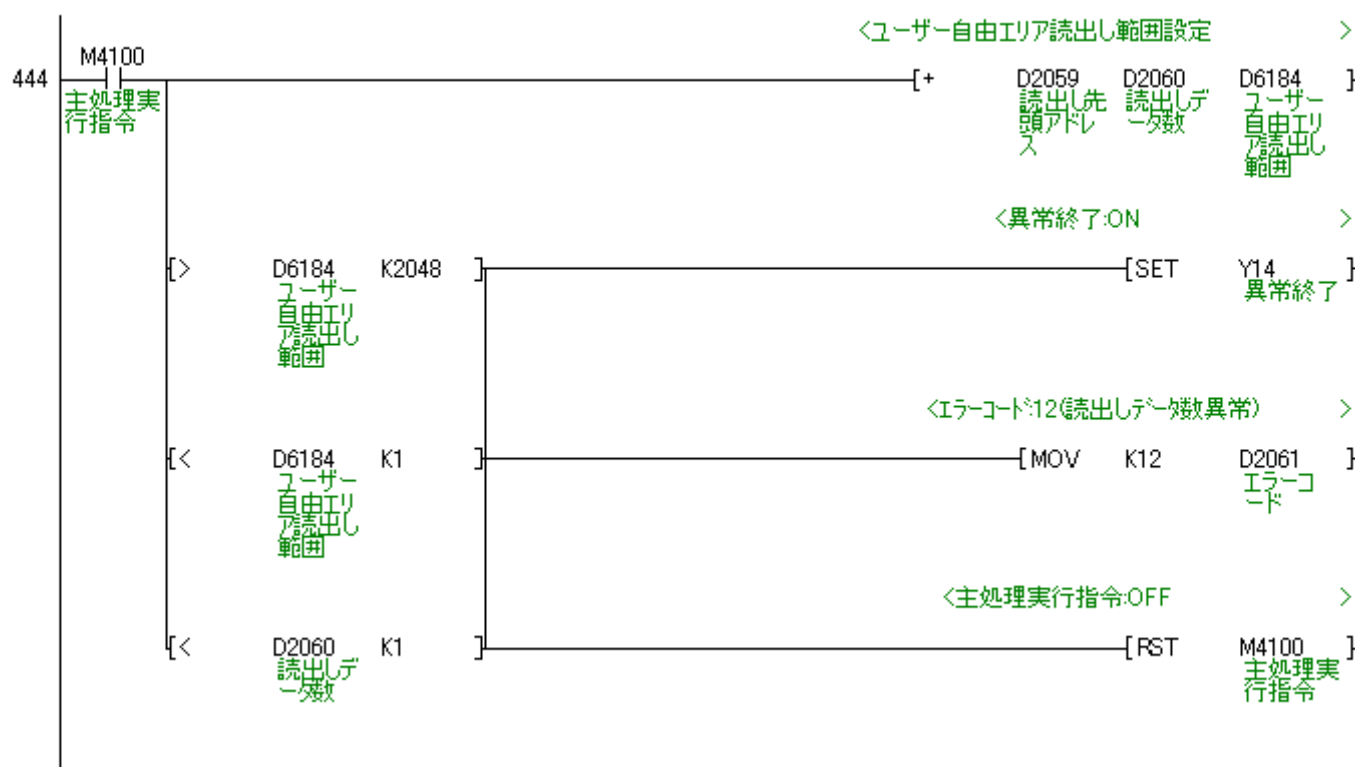 <ユーザー自由エリア読出し範囲設定 >
M4100
444
[+ D2059 D2060 D6184 ]
主処理実
行指令
読出し先
頭アドレ
ス
読出しデ
ータ数
ユーザー
自由エリ
ア読出し
範囲
<異常終了:ON >
[> D6184 K2048 ]
[SET Y14 ]
ユーザー
自由エリ
ア読出し
範囲
異常終了
<エラーコード:12(読出しデータ数異常) >
[< D6184 K1 ]
[MOV K12 D2061 ]
ユーザー
自由エリ
ア読出し
範囲
エラーコ
ード
<主処理実行指令:OFF >
[< D2060 K1 ]
[RST M4100 ]
読出しデ
ータ数
主処理実
行指令